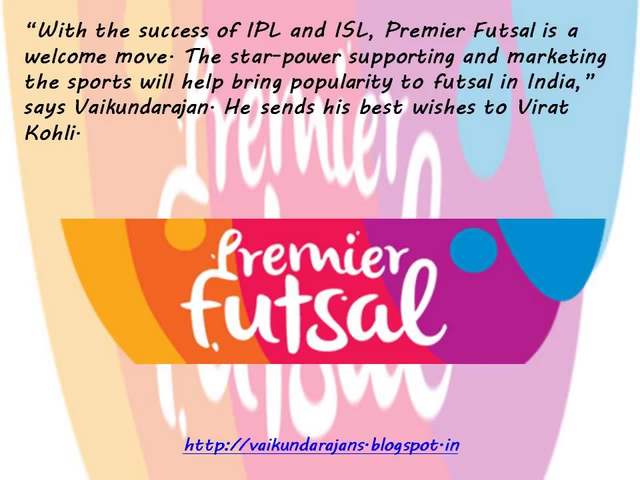 “With the success of IPL and ISL, Premier Futsal is a
welcome move. The star-power supporting and marketing
the sports will help bring popularity to futsal in India,”
says Vaikundarajan. He sends his best wishes to Virat
Kohli.
Premier
futsal
Premier
futsal
http://vaikundarajans.blogspot.in